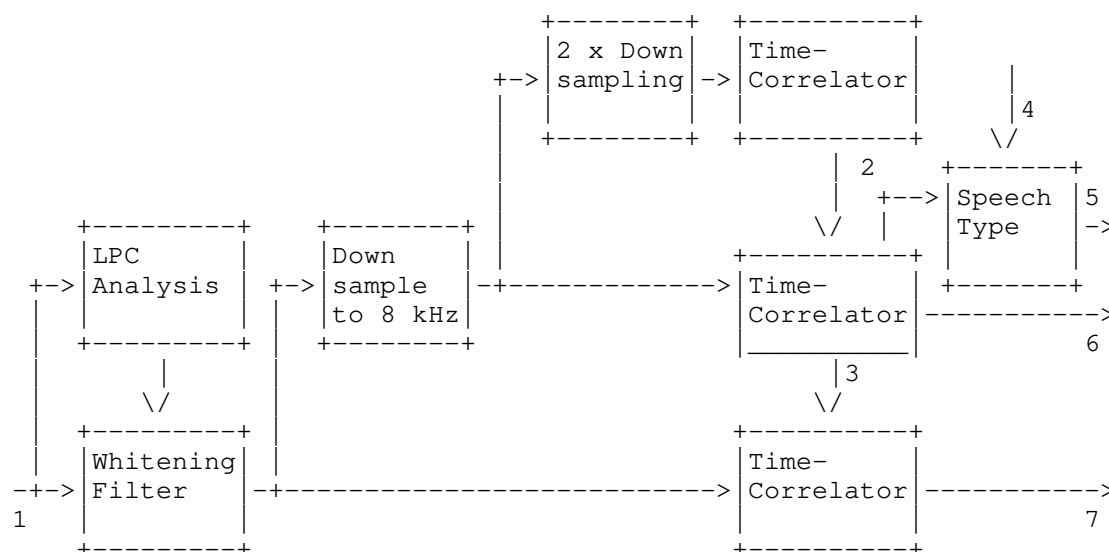 2 x Down
sampling
Time-
Correlator
4
2
Speech
Type
5
LPC
Analysis
Down
sample
to 8 kHz
Time-
Correlator
6
3
Whitening
Filter
Time-
Correlator
1
7